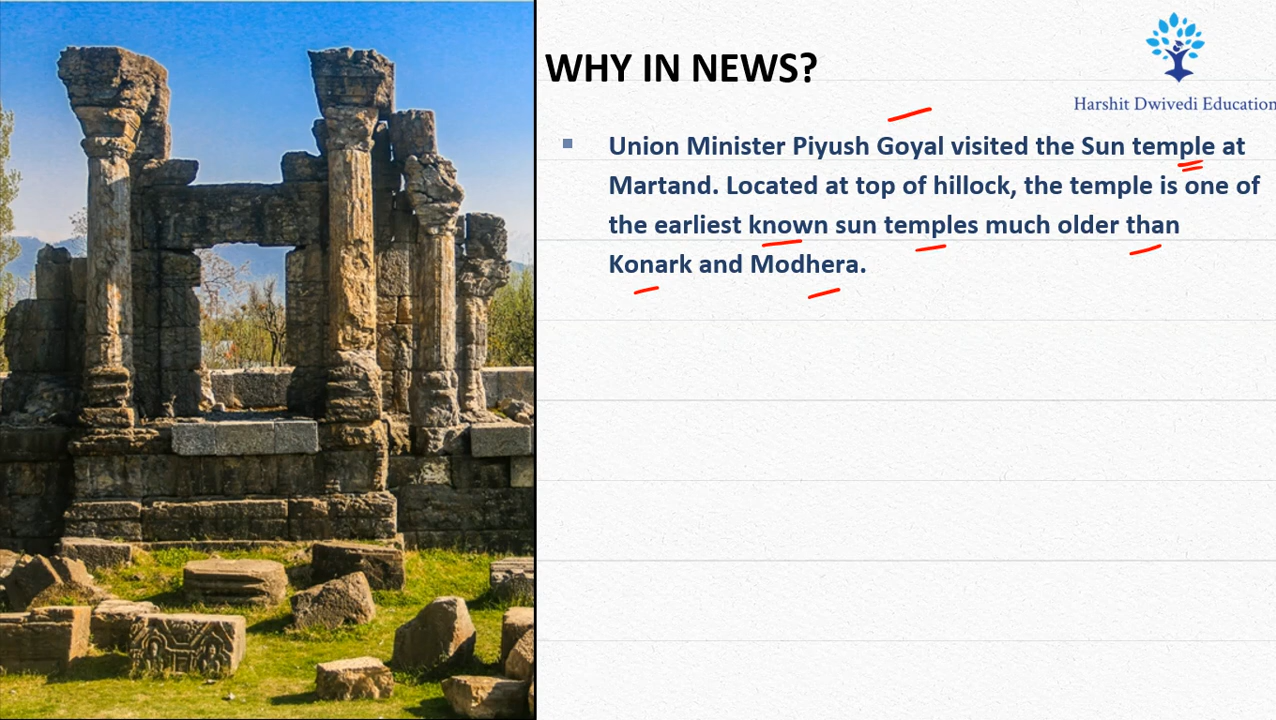 WHY IN NEWS?
Harshit Dwivedi Education
Union Minister Piyush Goyal visited the Sun temple at
Martand. Located at top of hillock, the temple is one of
the earliest known sun temples much older than
Konark and Modhera.